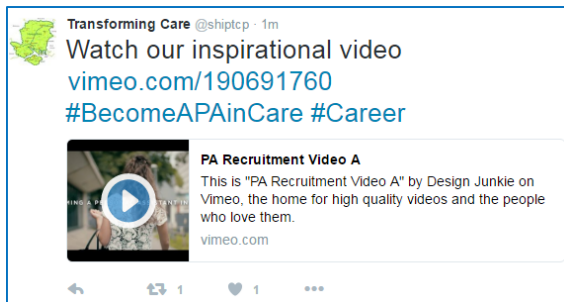 Transforming Care @shiptcp · 1m
Watch our inspirational video
vimeo.com/190691760
#BecomeAPAinCare #Career
PA Recruitment Video A
This is "PA Recruitment Video A" by Design Junkie on
Vimeo, the home for high quality videos and the people
who love them.
vimeo.com
1 1